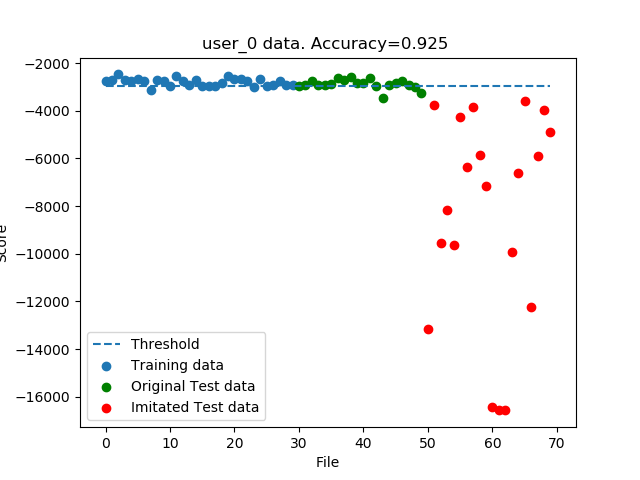 user_0 data. Accuracy=0.925
−2000
−4000
−6000
−8000
−10000
−12000
−14000
−16000
Score
Threshold
Training data
Original Test data
Imitated Test data
0 10 20 30 40 50 60 70
File